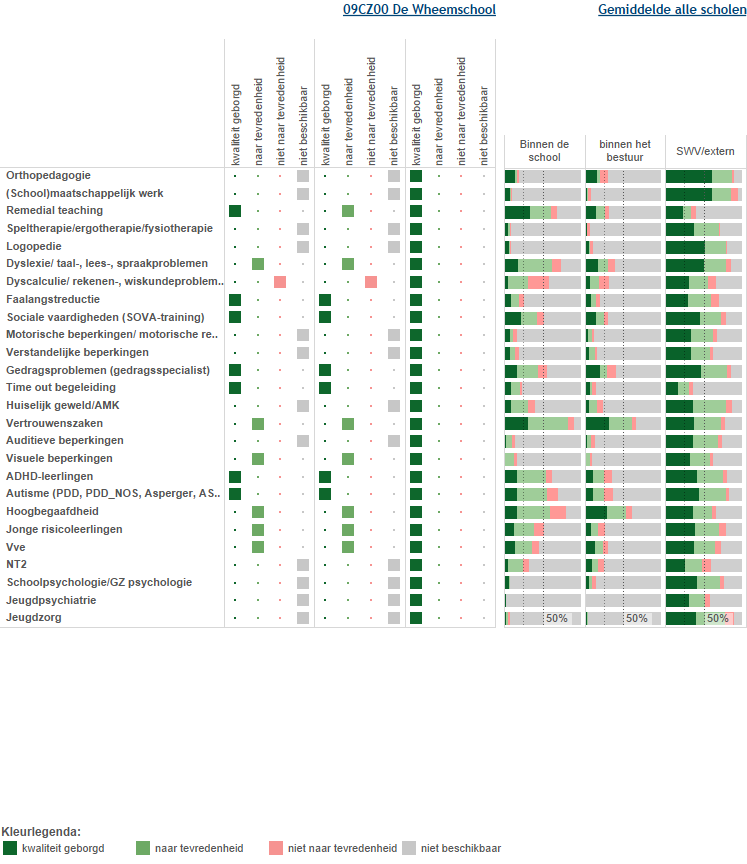 09CZ00 De Wheemschool
Gemiddelde alle scholen
kwaliteit geborgd
naar tevredenheid
niet naar tevredenheid
niet beschikbaar
kwaliteit geborgd
naar tevredenheid
niet naar tevredenheid
niet beschikbaar
kwaliteit geborgd
naar tevredenheid
niet naar tevredenheid
niet beschikbaar
Binnen de
school
binnen het
bestuur
SWV/extern
Orthopedagogie
(School)maatschappelijk werk
Remedial teaching
Speltherapie/ergotherapie/fysiotherapie
Logopedie
Dyslexie/ taal-, lees-, spraakproblemen
Dyscalculie/ rekenen-, wiskundeproblem..
Faalangstreductie
Sociale vaardigheden (SOVA-training)
Motorische beperkingen/ motorische re..
Verstandelijke beperkingen
Gedragsproblemen (gedragsspecialist)
Time out begeleiding
Huiselijk geweld/AMK
Vertrouwenszaken
Auditieve beperkingen
Visuele beperkingen
ADHD-leerlingen
Autisme (PDD, PDD_NOS, Asperger, AS..
Hoogbegaafdheid
Jonge risicoleerlingen
Vve
NT2
Schoolpsychologie/GZ psychologie
Jeugdpsychiatrie
Jeugdzorg 50% 50% 50%
Kleurlegenda:
kwaliteit geborgd naar tevredenheid niet naar tevredenheid niet beschikbaar